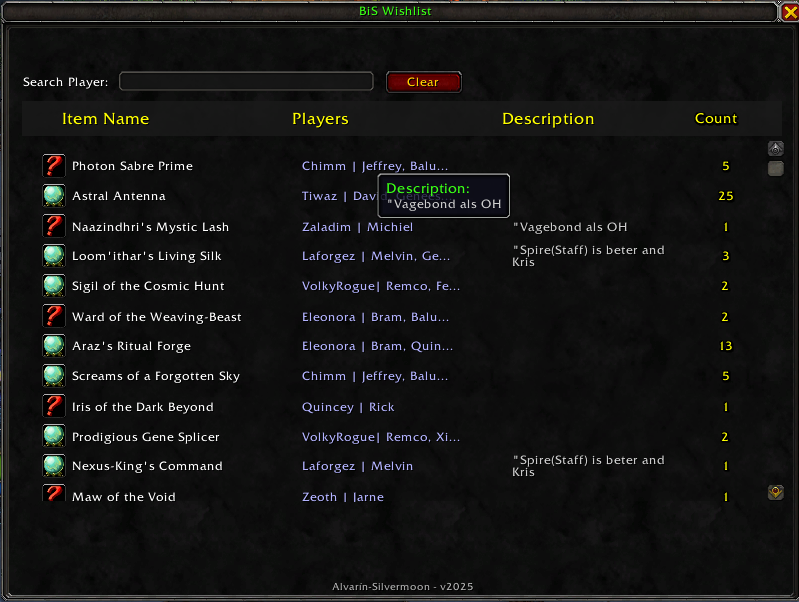 BiS Wishlist
Search Player:
Clear
Item Name Players Description Count
Photon Sabre Prime Chimm | Jeffrey, Balu... 5
Astral Antenna Tiwaz | 25
Description:
"Vagebond als OH
Naazindhri's Mystic Lash Zaladim | Michiel "Vagebond als OH 1
Loom'ithar's Living Silk Laforgez | Melvin, Ge... "Spire(Staff) is beter and 3
Kris
Sigil of the Cosmic Hunt VolkyRogue| Remco, Fe... 2
Ward of the Weaving-Beast Eleonora | Bram, Balu... 2
Araz's Ritual Forge Eleonora | Bram, Quin... 13
Screams of a Forgotten Sky Chimm | Jeffrey, Balu... 5
Iris of the Dark Beyond Quincey | Rick 1
Prodigious Gene Splicer VolkyRogue| Remco, Xi... 2
Nexus-King's Command Laforgez | Melvin "Spire(Staff) is beter and 1
Kris
Maw of the Void Zeoth | Jarne 1
Alvarín-Silvermoon - v2025